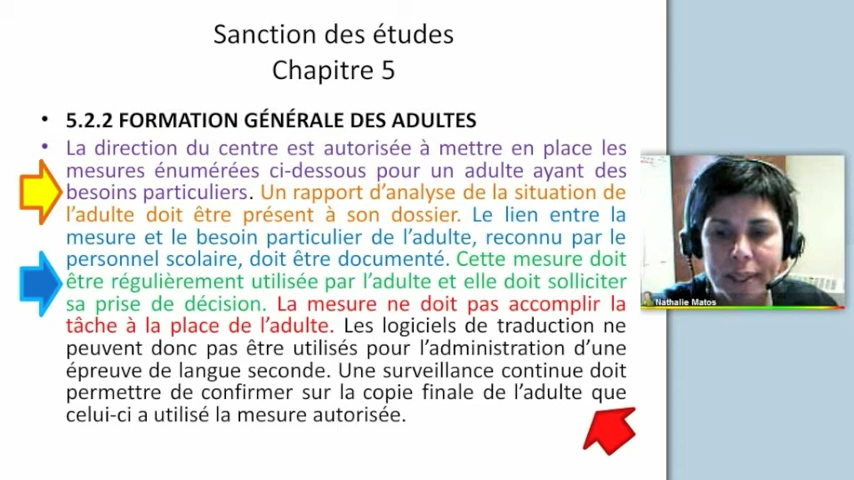 Sanction des études
Chapitre 5
• 5.2.2 FORMATION GÉNÉRALE DES ADULTES
• La direction du centre est autorisée à mettre en place les
mesures énumérées ci-dessous pour un adulte ayant des
besoins particuliers. Un rapport d'analyse de la situation de
l'adulte doit être présent à son dossier. Le lien entre la
mesure et le besoin particulier de l'adulte, reconnu par le
personnel scolaire, doit être documenté. Cette mesure doit
être régulièrement utilisée par l'adulte et elle doit solliciter
sa prise de décision. La mesure ne doit pas accomplir la
tâche à la place de l'adulte. Les logiciels de traduction ne
peuvent donc pas être utilisés pour l'administration d'une
épreuve de langue seconde. Une surveillance continue doit
permettre de confirmer sur la copie finale de l'adulte que
celui-ci a utilisé la mesure autorisée.
Nathalie Matos